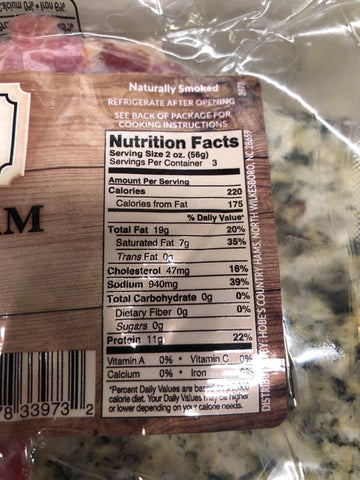 Naturally Smoked
REFRIGERATE AFTER OPENING
SEE BACK OF PACKAGE FOR
COOKING INSTRUCTIONS
Nutrition Facts
Serving Size 2 oz. (56g)
Servings Per Container 3
Amount Per Serving
Calories 220
Calories from Fat 175
% Daily Value*
Total Fat 19g 20%
Saturated Fat 7g 35%
Trans Fat 0g
Cholesterol 47mg 16%
Sodium 940mg 39%
Total Carbohydrate 0g 0%
Dietary Fiber 0g 0%
Sugars 0g
Protein 11g 22%
Vitamin A 0% • Vitamin C 0%
Calcium 0% • Iron
*Percent Daily Values are
calorie diet. Your Daily Values may be higher
or lower depending on your calorie needs.
HOBE'S COUNTRY HAMS, NORTH WILKESBORO, NC 28659
78 33973 2